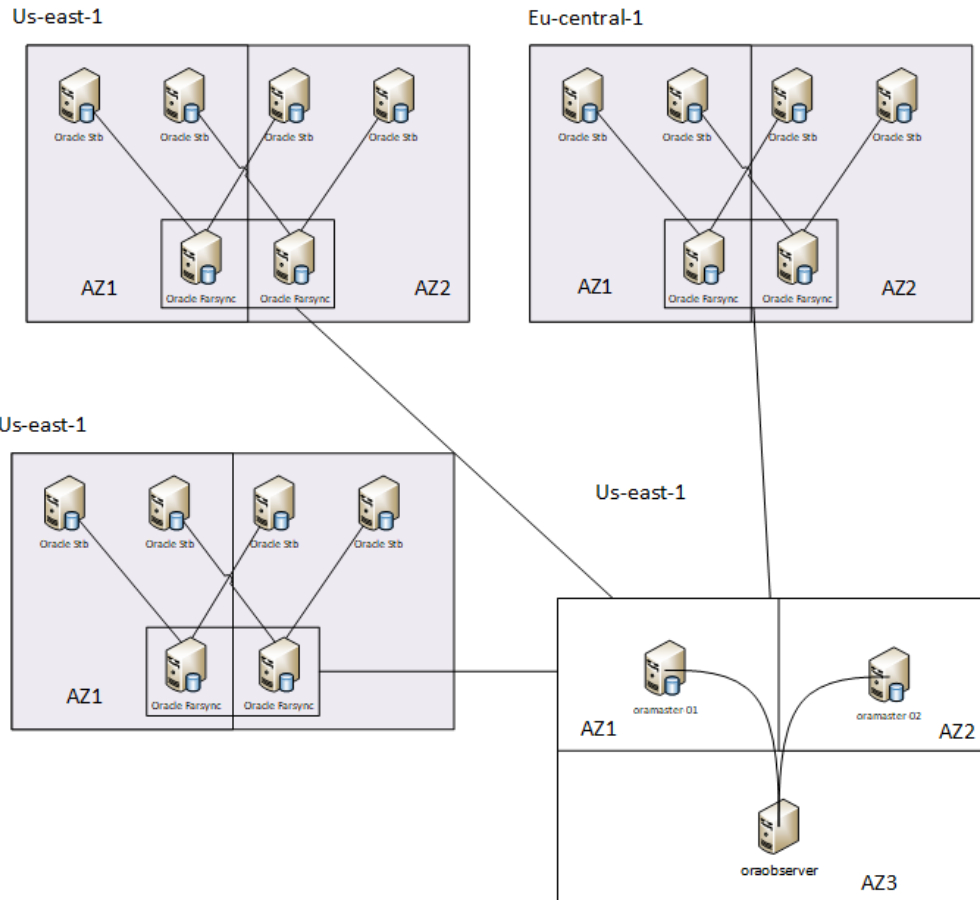 Us-east-1
Eu-central-1
Oracle Stb
Oracle Stb
Oracle Stb
Oracle Stb
Oracle Stb
Oracle Stb
Oracle Stb
Oracle Stb
AZ1
Oracle Farsync
Oracle Farsync
AZ2
AZ1
Oracle Farsync
Oracle Farsync
AZ2
Us-east-1
Us-east-1
Oracle Stb
Oracle Stb
Oracle Stb
Oracle Stb
AZ1
Oracle Farsync
Oracle Farsync
oramaster 01
oramaster 02
AZ1
AZ2
oraobserver
AZ3